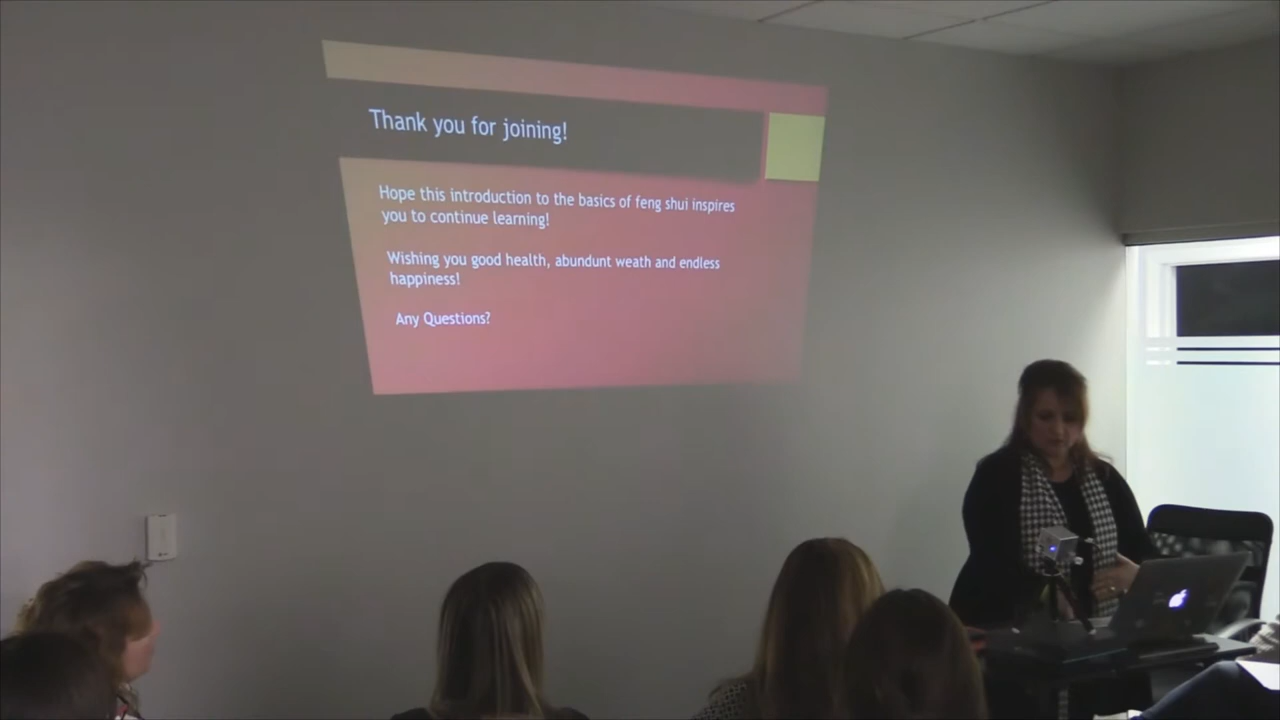 Thank you for joining!
Hope this introduction to the basics of feng shui inspires
you to continue learning!
Wishing you good health, abundunt weath and endless
happiness!
Any Questions?